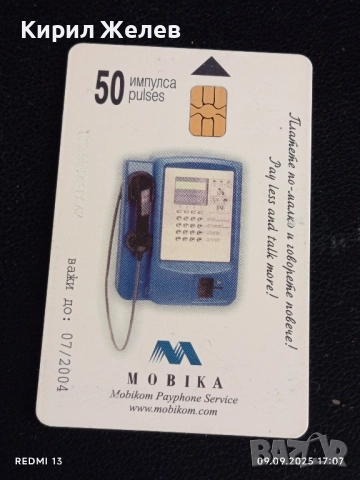 Кирил Желев
50 импулса
pulses
Платете по-малко и говорете повече!
Pay less and talk more!
важи до: 07/2004
MOBIKA
Mobikom Payphone Service
www.mobikom.com
REDMI 13
09.09.2025 17:07